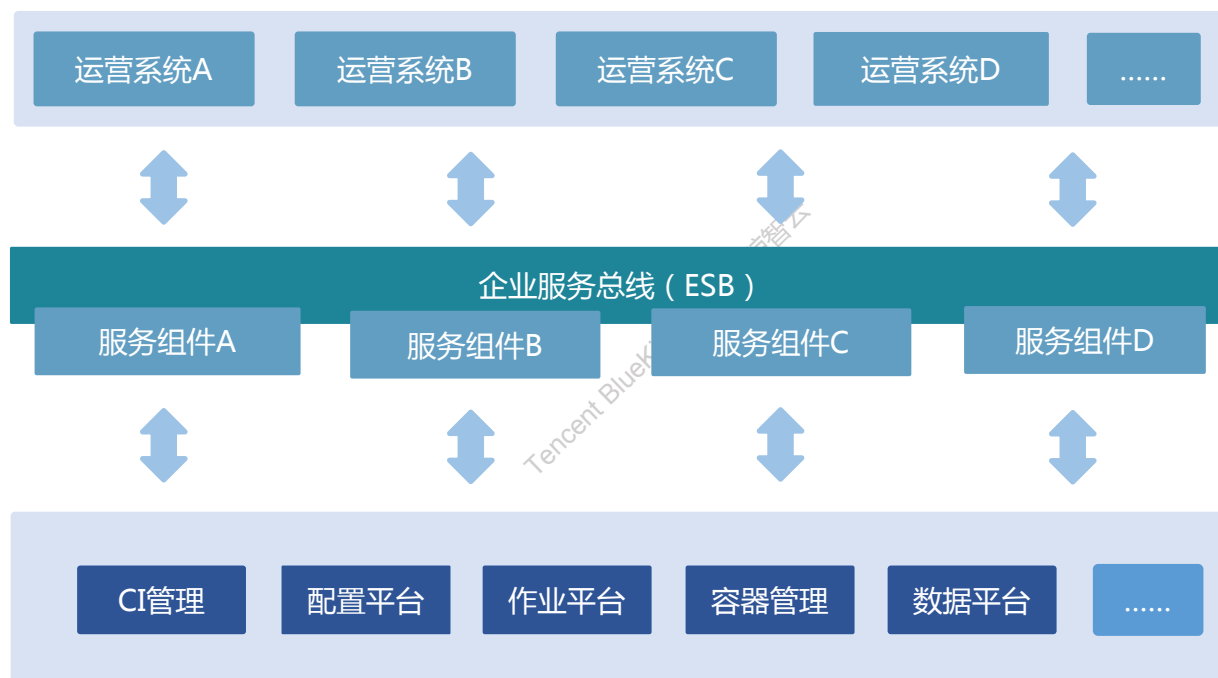 运营系统A
运营系统B
运营系统C
运营系统D
......
企业服务总线（ESB）
服务组件A
服务组件B
服务组件C
服务组件D
Tencent
CI管理
配置平台
作业平台
容器管理
数据平台
......